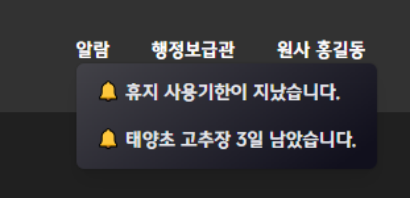 알람 행정보급관 원사 홍길동
🔔 휴지 사용기한이 지났습니다.
🔔 태양초 고추장 3일 남았습니다.